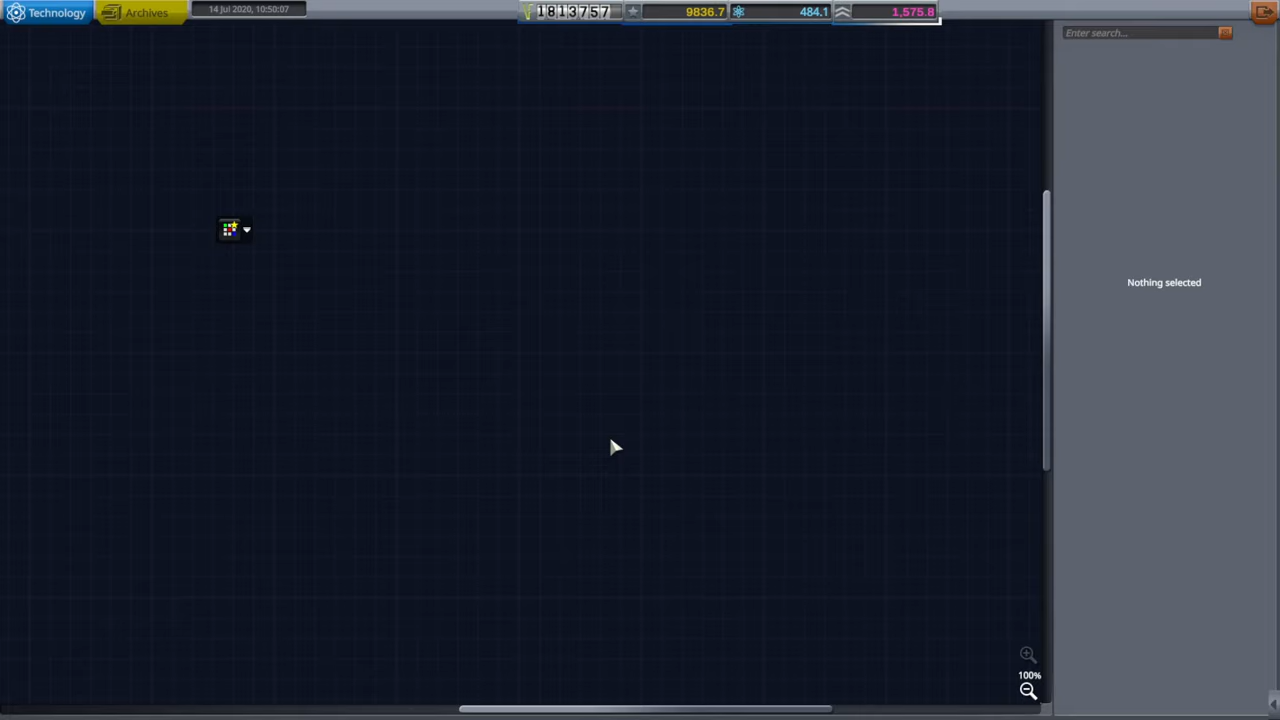 Technology
Archives
14 Jul 2020, 10:50:07
1813757
9836.7
484.1
1,575.8
Enter search...
Nothing selected
100%